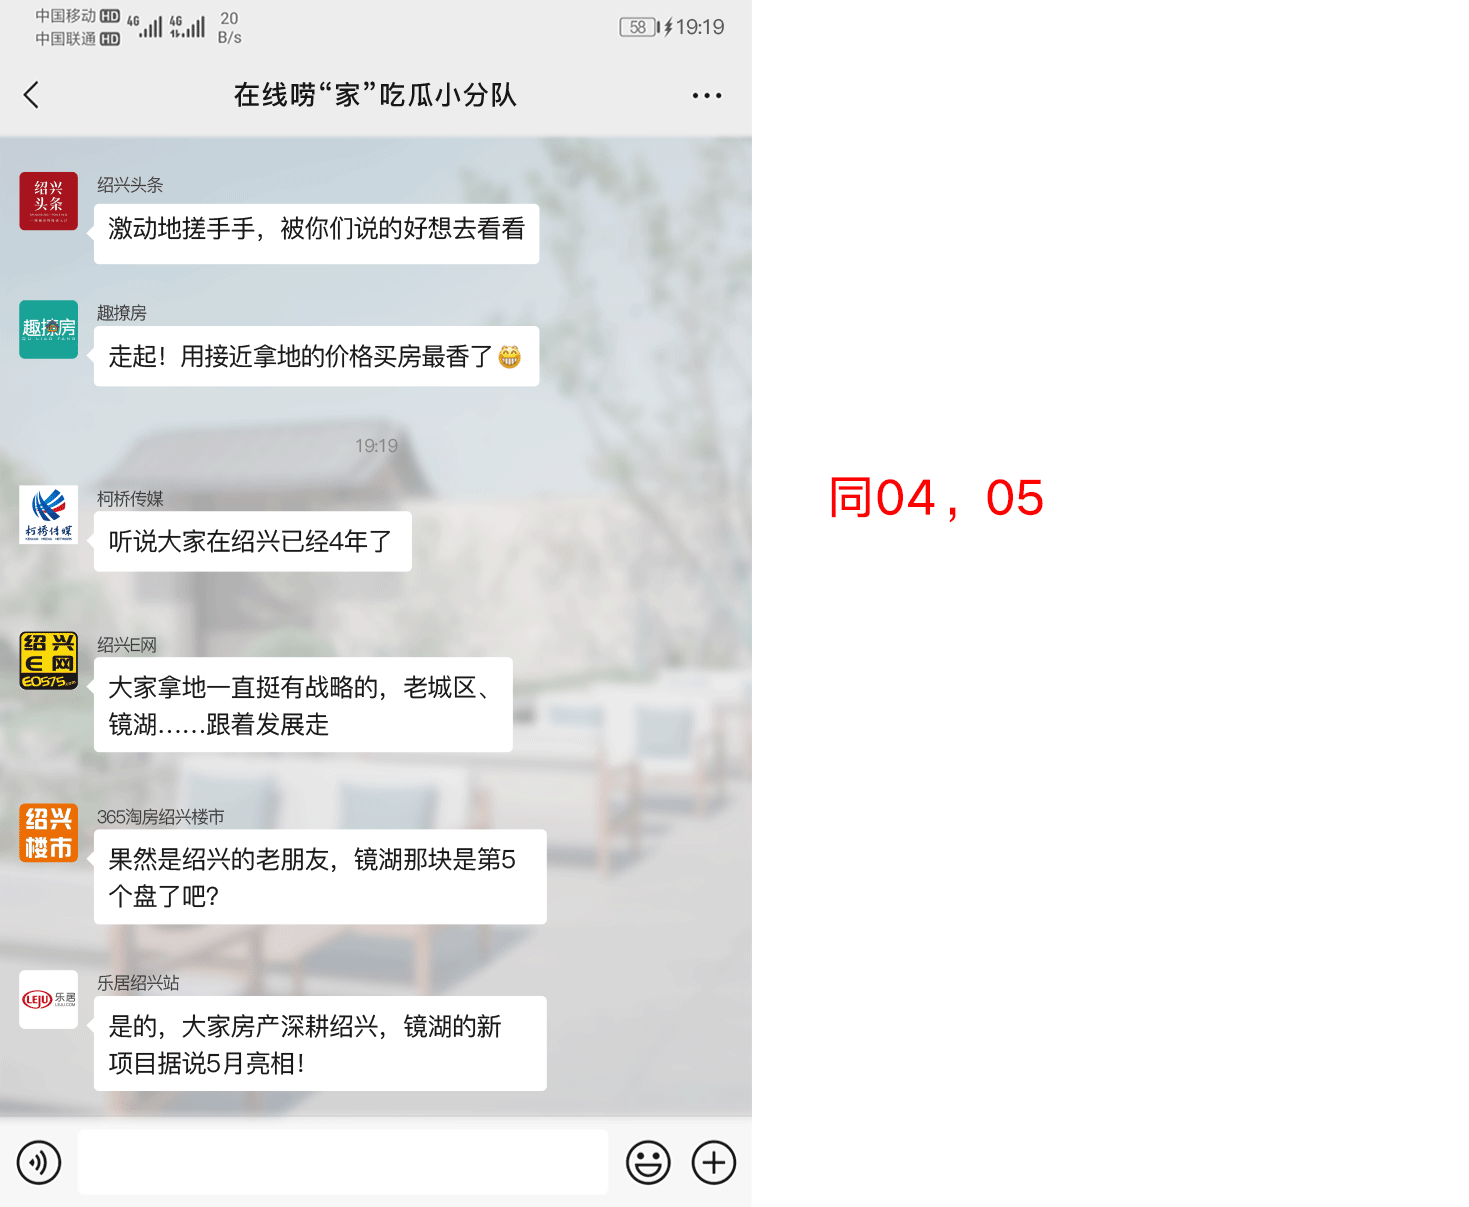 中国移动 HD 4G 4G 20
中国联通 HD B/s
58 19:19
在线唠“家”吃瓜小分队
绍兴
头条
绍兴头条
激动地搓手手，被你们说的好想去看看
趣撩房
QU LIAO FANG
趣撩房
走起！用接近拿地的价格买房最香了
19:19
柯桥传媒
柯桥传媒
听说大家在绍兴已经4年了
绍兴
E网
E0575.com
绍兴E网
大家拿地一直挺有战略的，老城区、
镜湖……跟着发展走
绍兴
楼市
365淘房绍兴楼市
果然是绍兴的老朋友，镜湖那块是第5
个盘了吧？
LEJU 乐居
LEJU.COM
乐居绍兴站
是的，大家房产深耕绍兴，镜湖的新
项目据说5月亮相！
同04，05